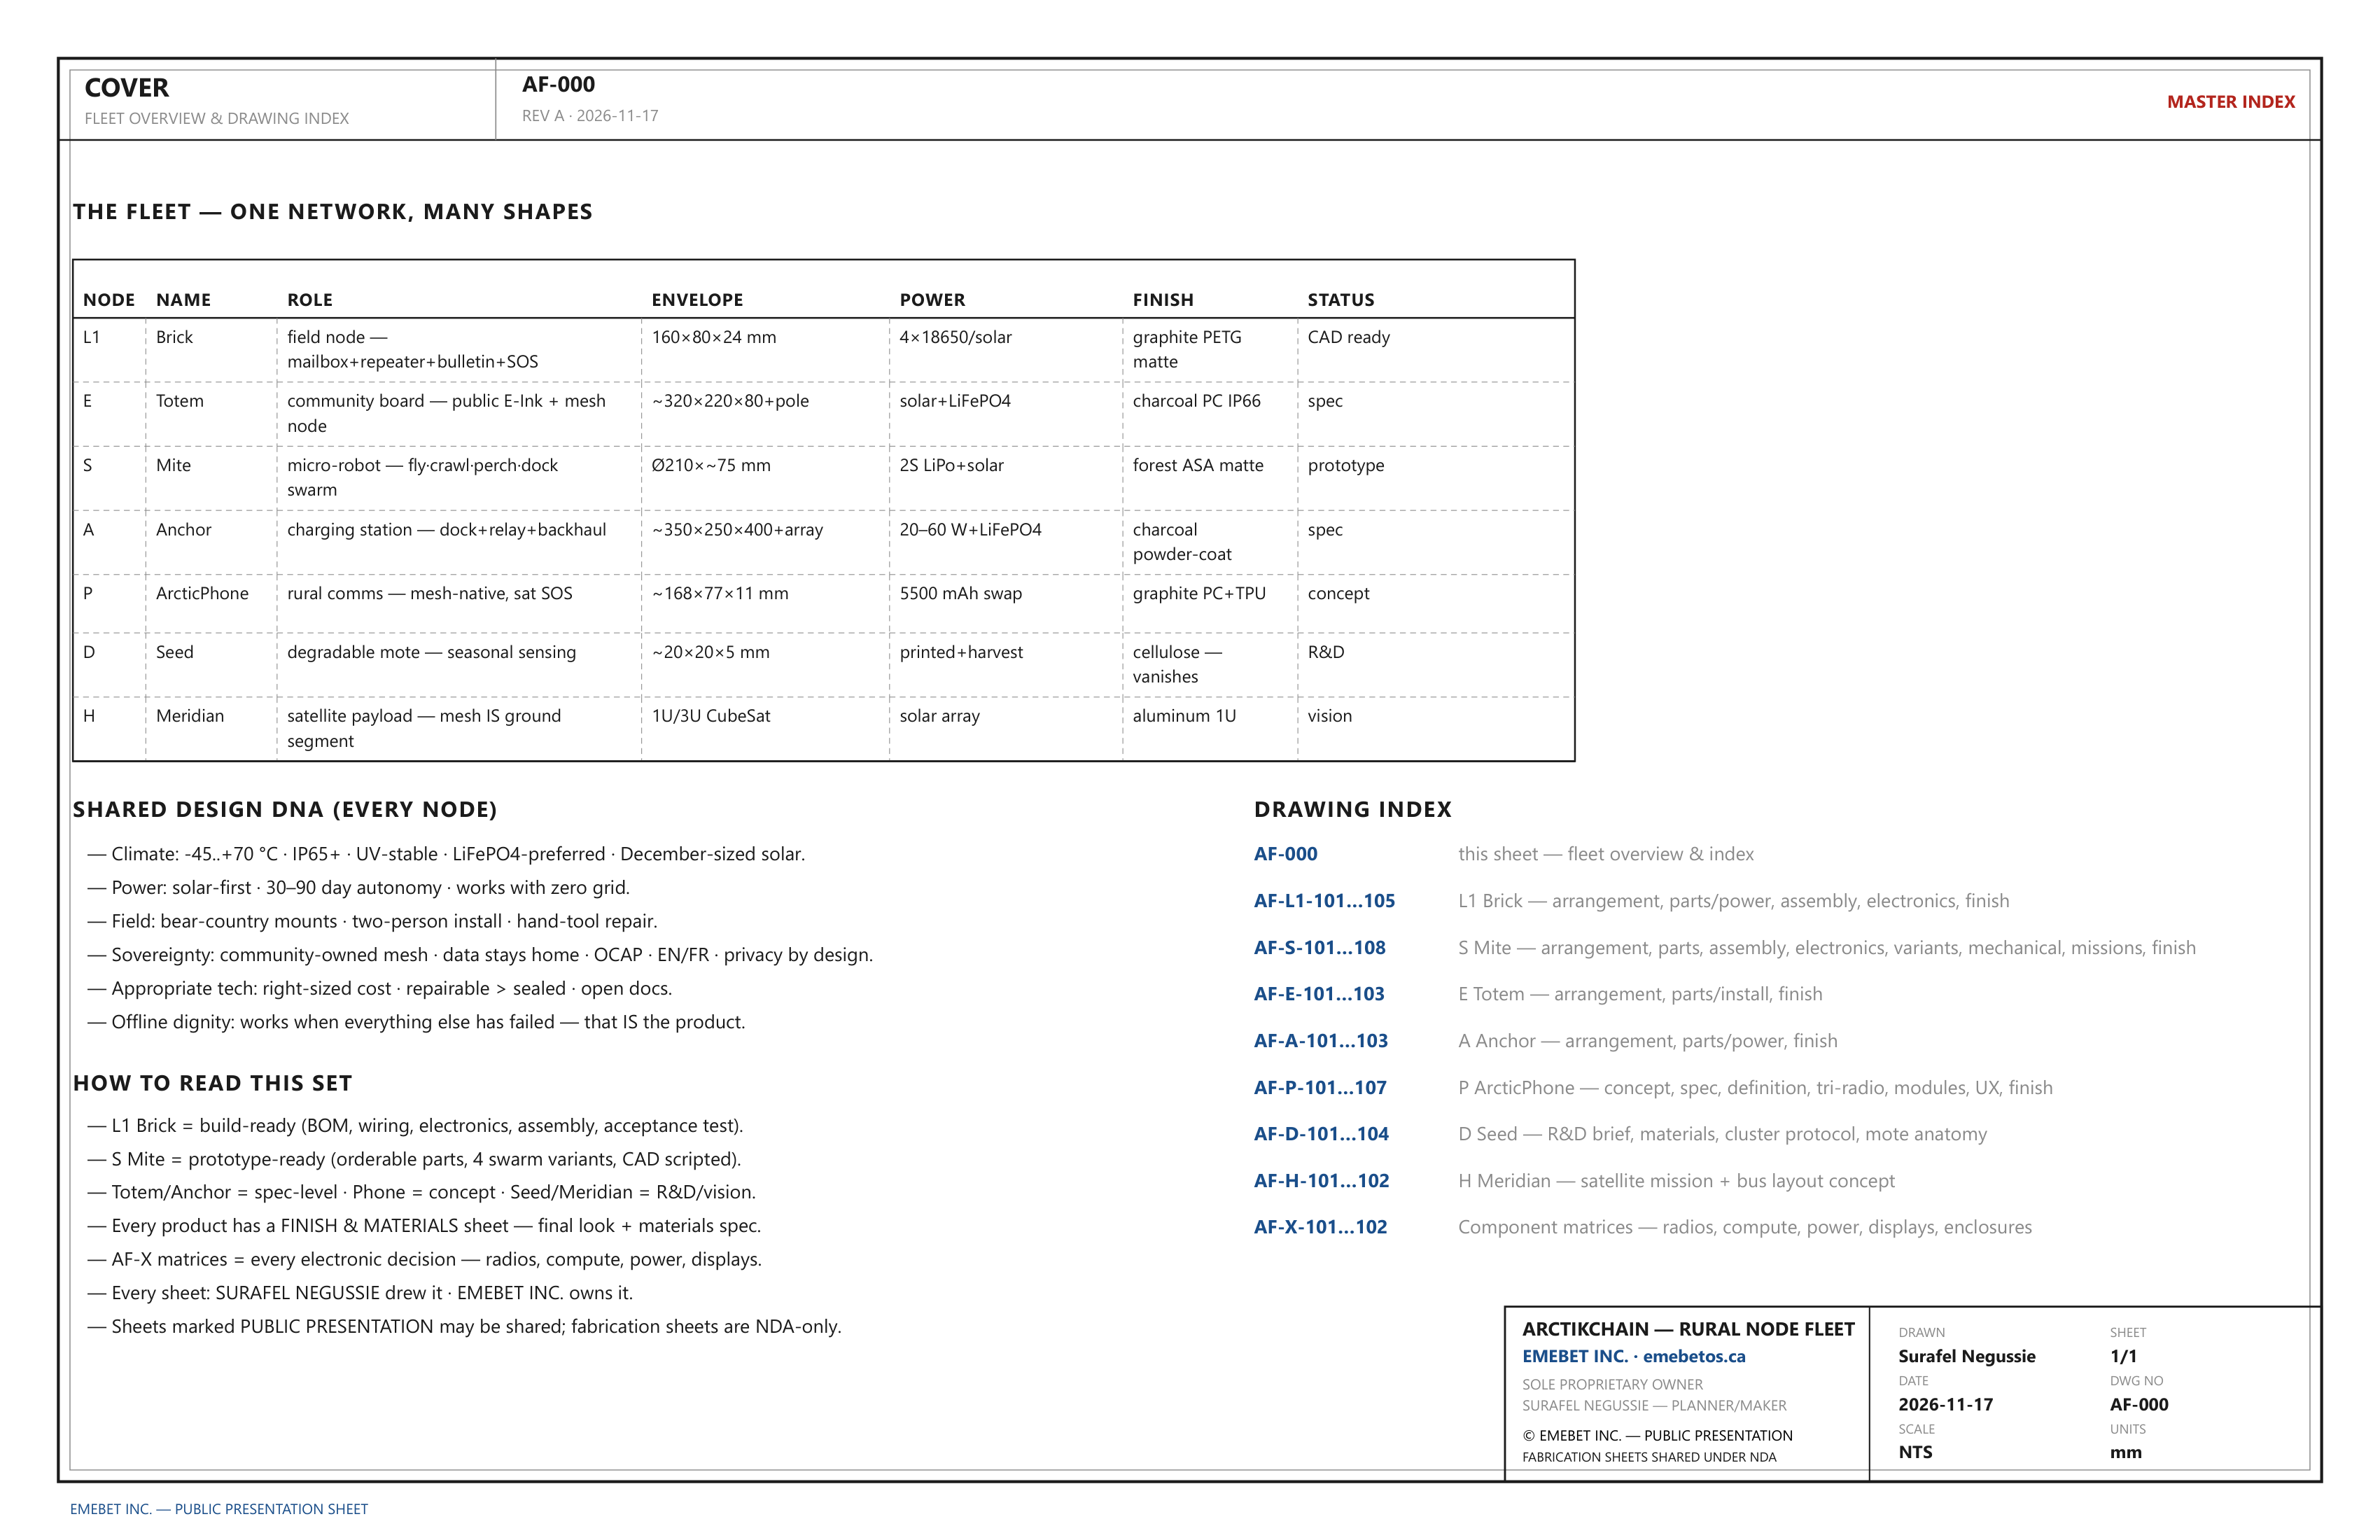 COVER
FLEET OVERVIEW & DRAWING INDEX
AF-000
REV A · 2026-11-17
MASTER INDEX
THE FLEET — ONE NETWORK, MANY SHAPES
NODE NAME ROLE ENVELOPE POWER FINISH STATUS
L1 Brick field node — 160×80×24 mm 4×18650/solar graphite PETG CAD ready
mailbox+repeater+bulletin+SOS matte
E Totem community board — public E-Ink + mesh ~320×220×80+pole solar+LiFePO4 charcoal PC IP66 spec
node
S Mite micro-robot — fly·crawl·perch·dock Ø210×~75 mm 2S LiPo+solar forest ASA matte prototype
swarm
A Anchor charging station — dock+relay+backhaul ~350×250×400+array 20–60 W+LiFePO4 charcoal spec
powder-coat
P ArcticPhone rural comms — mesh-native, sat SOS ~168×77×11 mm 5500 mAh swap graphite PC+TPU concept
D Seed degradable mote — seasonal sensing ~20×20×5 mm printed+harvest cellulose — R&D
vanishes
H Meridian satellite payload — mesh IS ground 1U/3U CubeSat solar array aluminum 1U vision
segment
SHARED DESIGN DNA (EVERY NODE)
— Climate: -45..+70 °C · IP65+ · UV-stable · LiFePO4-preferred · December-sized solar.
— Power: solar-first · 30–90 day autonomy · works with zero grid.
— Field: bear-country mounts · two-person install · hand-tool repair.
— Sovereignty: community-owned mesh · data stays home · OCAP · EN/FR · privacy by design.
— Appropriate tech: right-sized cost · repairable > sealed · open docs.
— Offline dignity: works when everything else has failed — that IS the product.
HOW TO READ THIS SET
— L1 Brick = build-ready (BOM, wiring, electronics, assembly, acceptance test).
— S Mite = prototype-ready (orderable parts, 4 swarm variants, CAD scripted).
— Totem/Anchor = spec-level · Phone = concept · Seed/Meridian = R&D/vision.
— Every product has a FINISH & MATERIALS sheet — final look + materials spec.
— AF-X matrices = every electronic decision — radios, compute, power, displays.
— Every sheet: SURAFEL NEGUSSIE drew it · EMEBET INC. owns it.
— Sheets marked PUBLIC PRESENTATION may be shared; fabrication sheets are NDA-only.
DRAWING INDEX
AF-000 this sheet — fleet overview & index
AF-L1-101…105 L1 Brick — arrangement, parts/power, assembly, electronics, finish
AF-S-101…108 S Mite — arrangement, parts, assembly, electronics, variants, mechanical, missions, finish
AF-E-101…103 E Totem — arrangement, parts/install, finish
AF-A-101…103 A Anchor — arrangement, parts/power, finish
AF-P-101…107 P ArcticPhone — concept, spec, definition, tri-radio, modules, UX, finish
AF-D-101…104 D Seed — R&D brief, materials, cluster protocol, mote anatomy
AF-H-101…102 H Meridian — satellite mission + bus layout concept
AF-X-101…102 Component matrices — radios, compute, power, displays, enclosures
ARCTIKCHAIN — RURAL NODE FLEET
EMEBET INC. · emebetos.ca
SOLE PROPRIETARY OWNER
SURAFEL NEGUSSIE — PLANNER/MAKER
© EMEBET INC. — PUBLIC PRESENTATION
FABRICATION SHEETS SHARED UNDER NDA
DRAWN SHEET
Surafel Negussie 1/1
DATE DWG NO
2026-11-17 AF-000
SCALE UNITS
NTS mm
EMEBET INC. — PUBLIC PRESENTATION SHEET